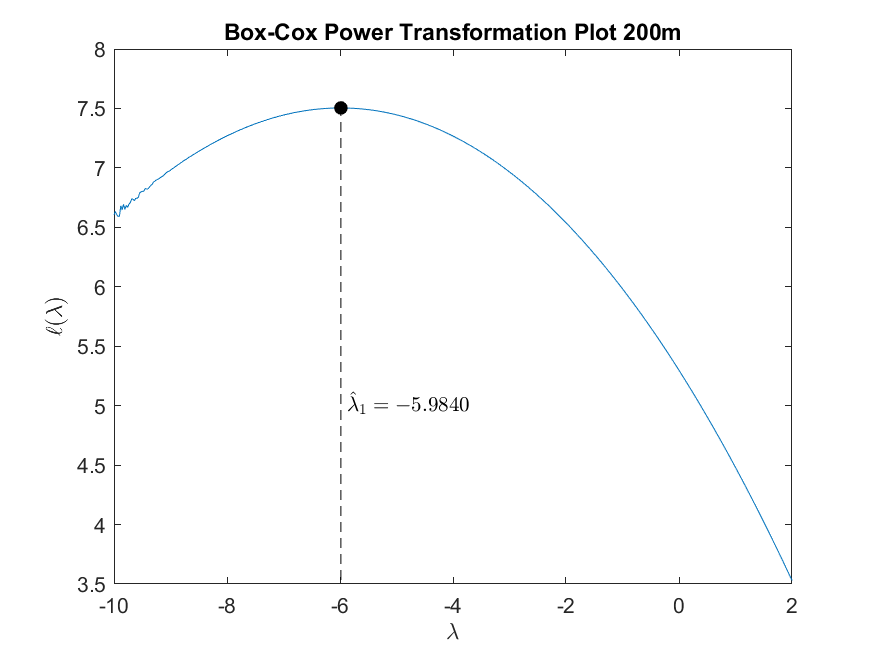 Box-Cox Power Transformation Plot 200m
8
7.5
7
6.5
6
5.5
5
4.5
4
3.5
ℓ(λ)
λ̂₁ = −5.9840
-10 -8 -6 -4 -2 0 2
λ